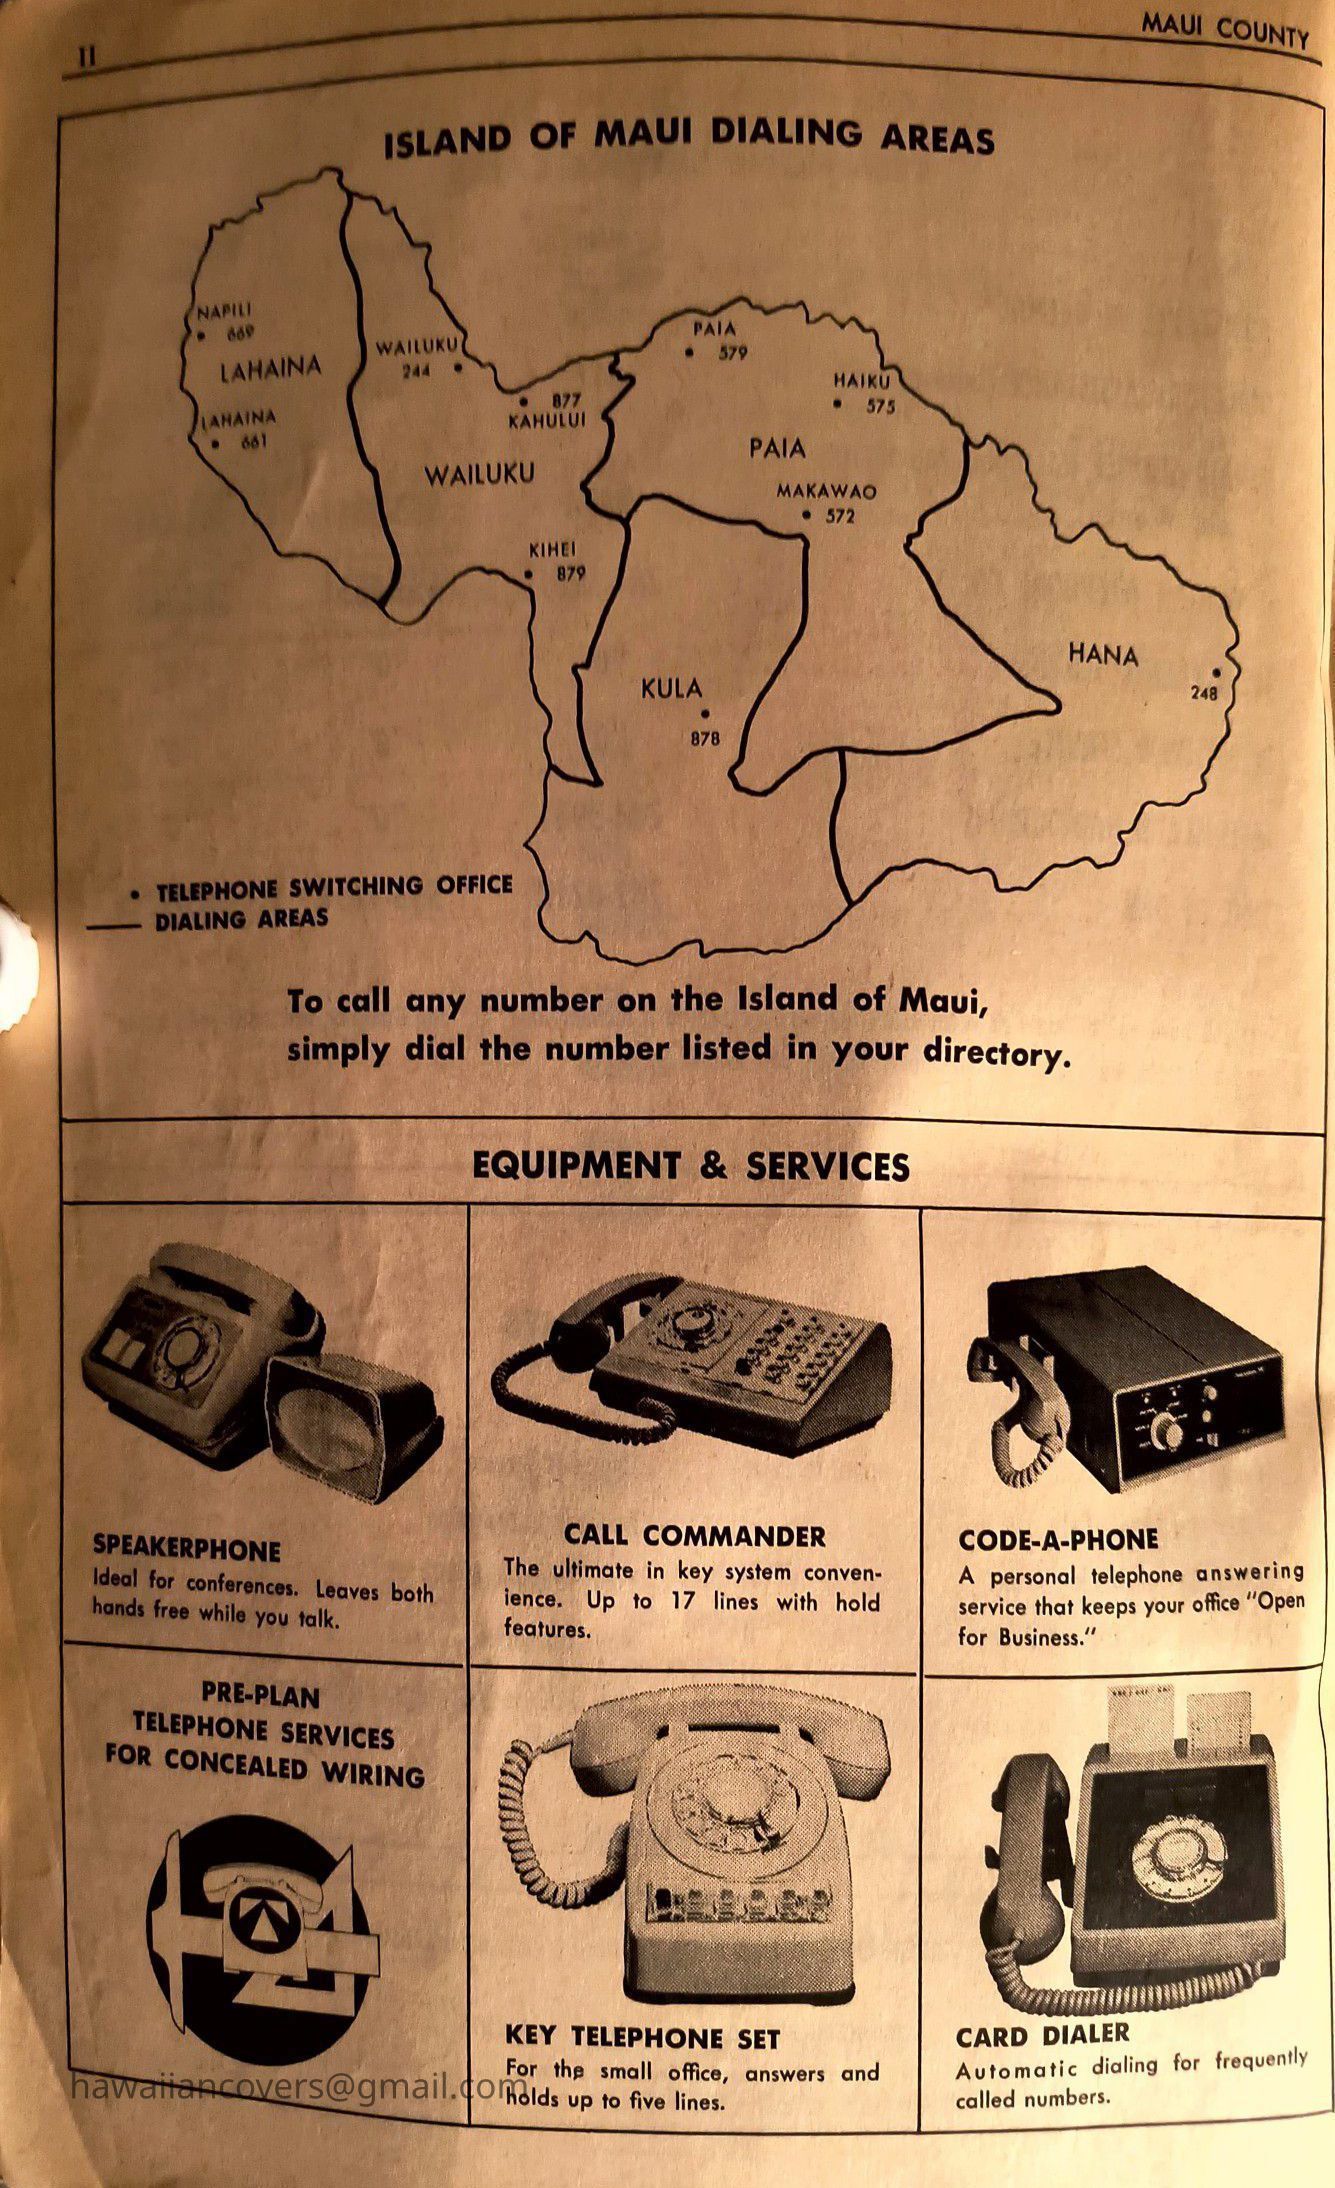 11
MAUI COUNTY
ISLAND OF MAUI DIALING AREAS
NAPILI
669
LAHAINA
LAHAINA
661
WAILUKU
244
877
KAHULUI
WAILUKU
KIHEI
879
PAIA
579
HAIKU
575
PAIA
MAKAWAO
572
KULA
878
HANA
248
• TELEPHONE SWITCHING OFFICE
DIALING AREAS
To call any number on the Island of Maui,
simply dial the number listed in your directory.
EQUIPMENT & SERVICES
SPEAKERPHONE
Ideal for conferences. Leaves both
hands free while you talk.
CALL COMMANDER
The ultimate in key system conven-
ience. Up to 17 lines with hold
features.
CODE-A-PHONE
A personal telephone answering
service that keeps your office "Open
for Business."
PRE-PLAN
TELEPHONE SERVICES
FOR CONCEALED WIRING
KEY TELEPHONE SET
For the small office, answers and
holds up to five lines.
CARD DIALER
Automatic dialing for frequently
called numbers.
hawaiiancovers@gmail.com